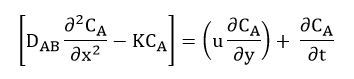 [D_AB ∂²C_A/∂x² − KC_A] = (u ∂C_A/∂y) + ∂C_A/∂t